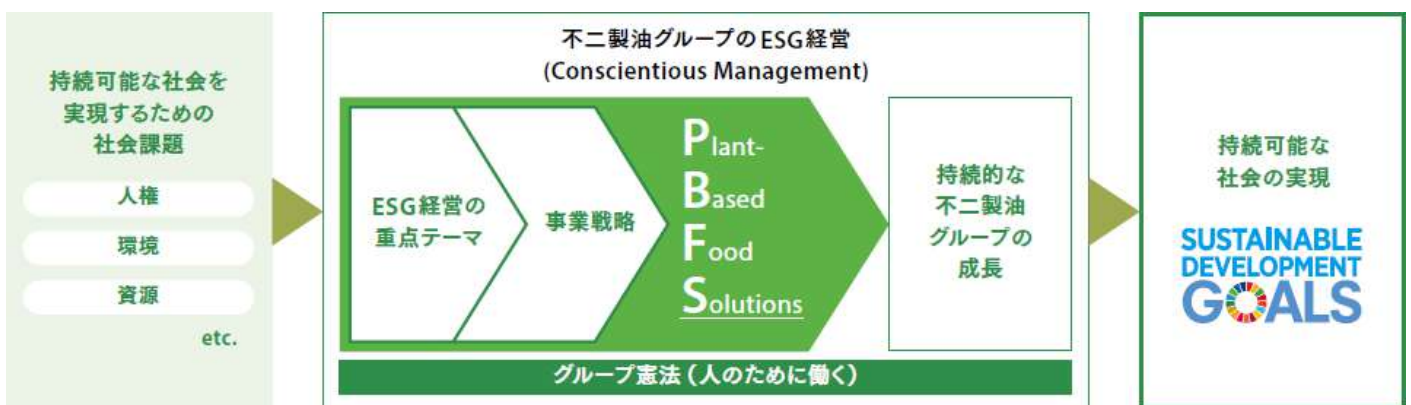 持続可能な社会を
実現するための
社会課題
人権
環境
資源
etc.
不二製油グループのESG経営
(Conscientious Management)
ESG経営の
重点テーマ
事業戦略
Plant-
Based
Food
Solutions
持続的な
不二製油
グループの
成長
グループ憲法（人のために働く）
持続可能な
社会の実現
SUSTAINABLE
DEVELOPMENT
GOALS